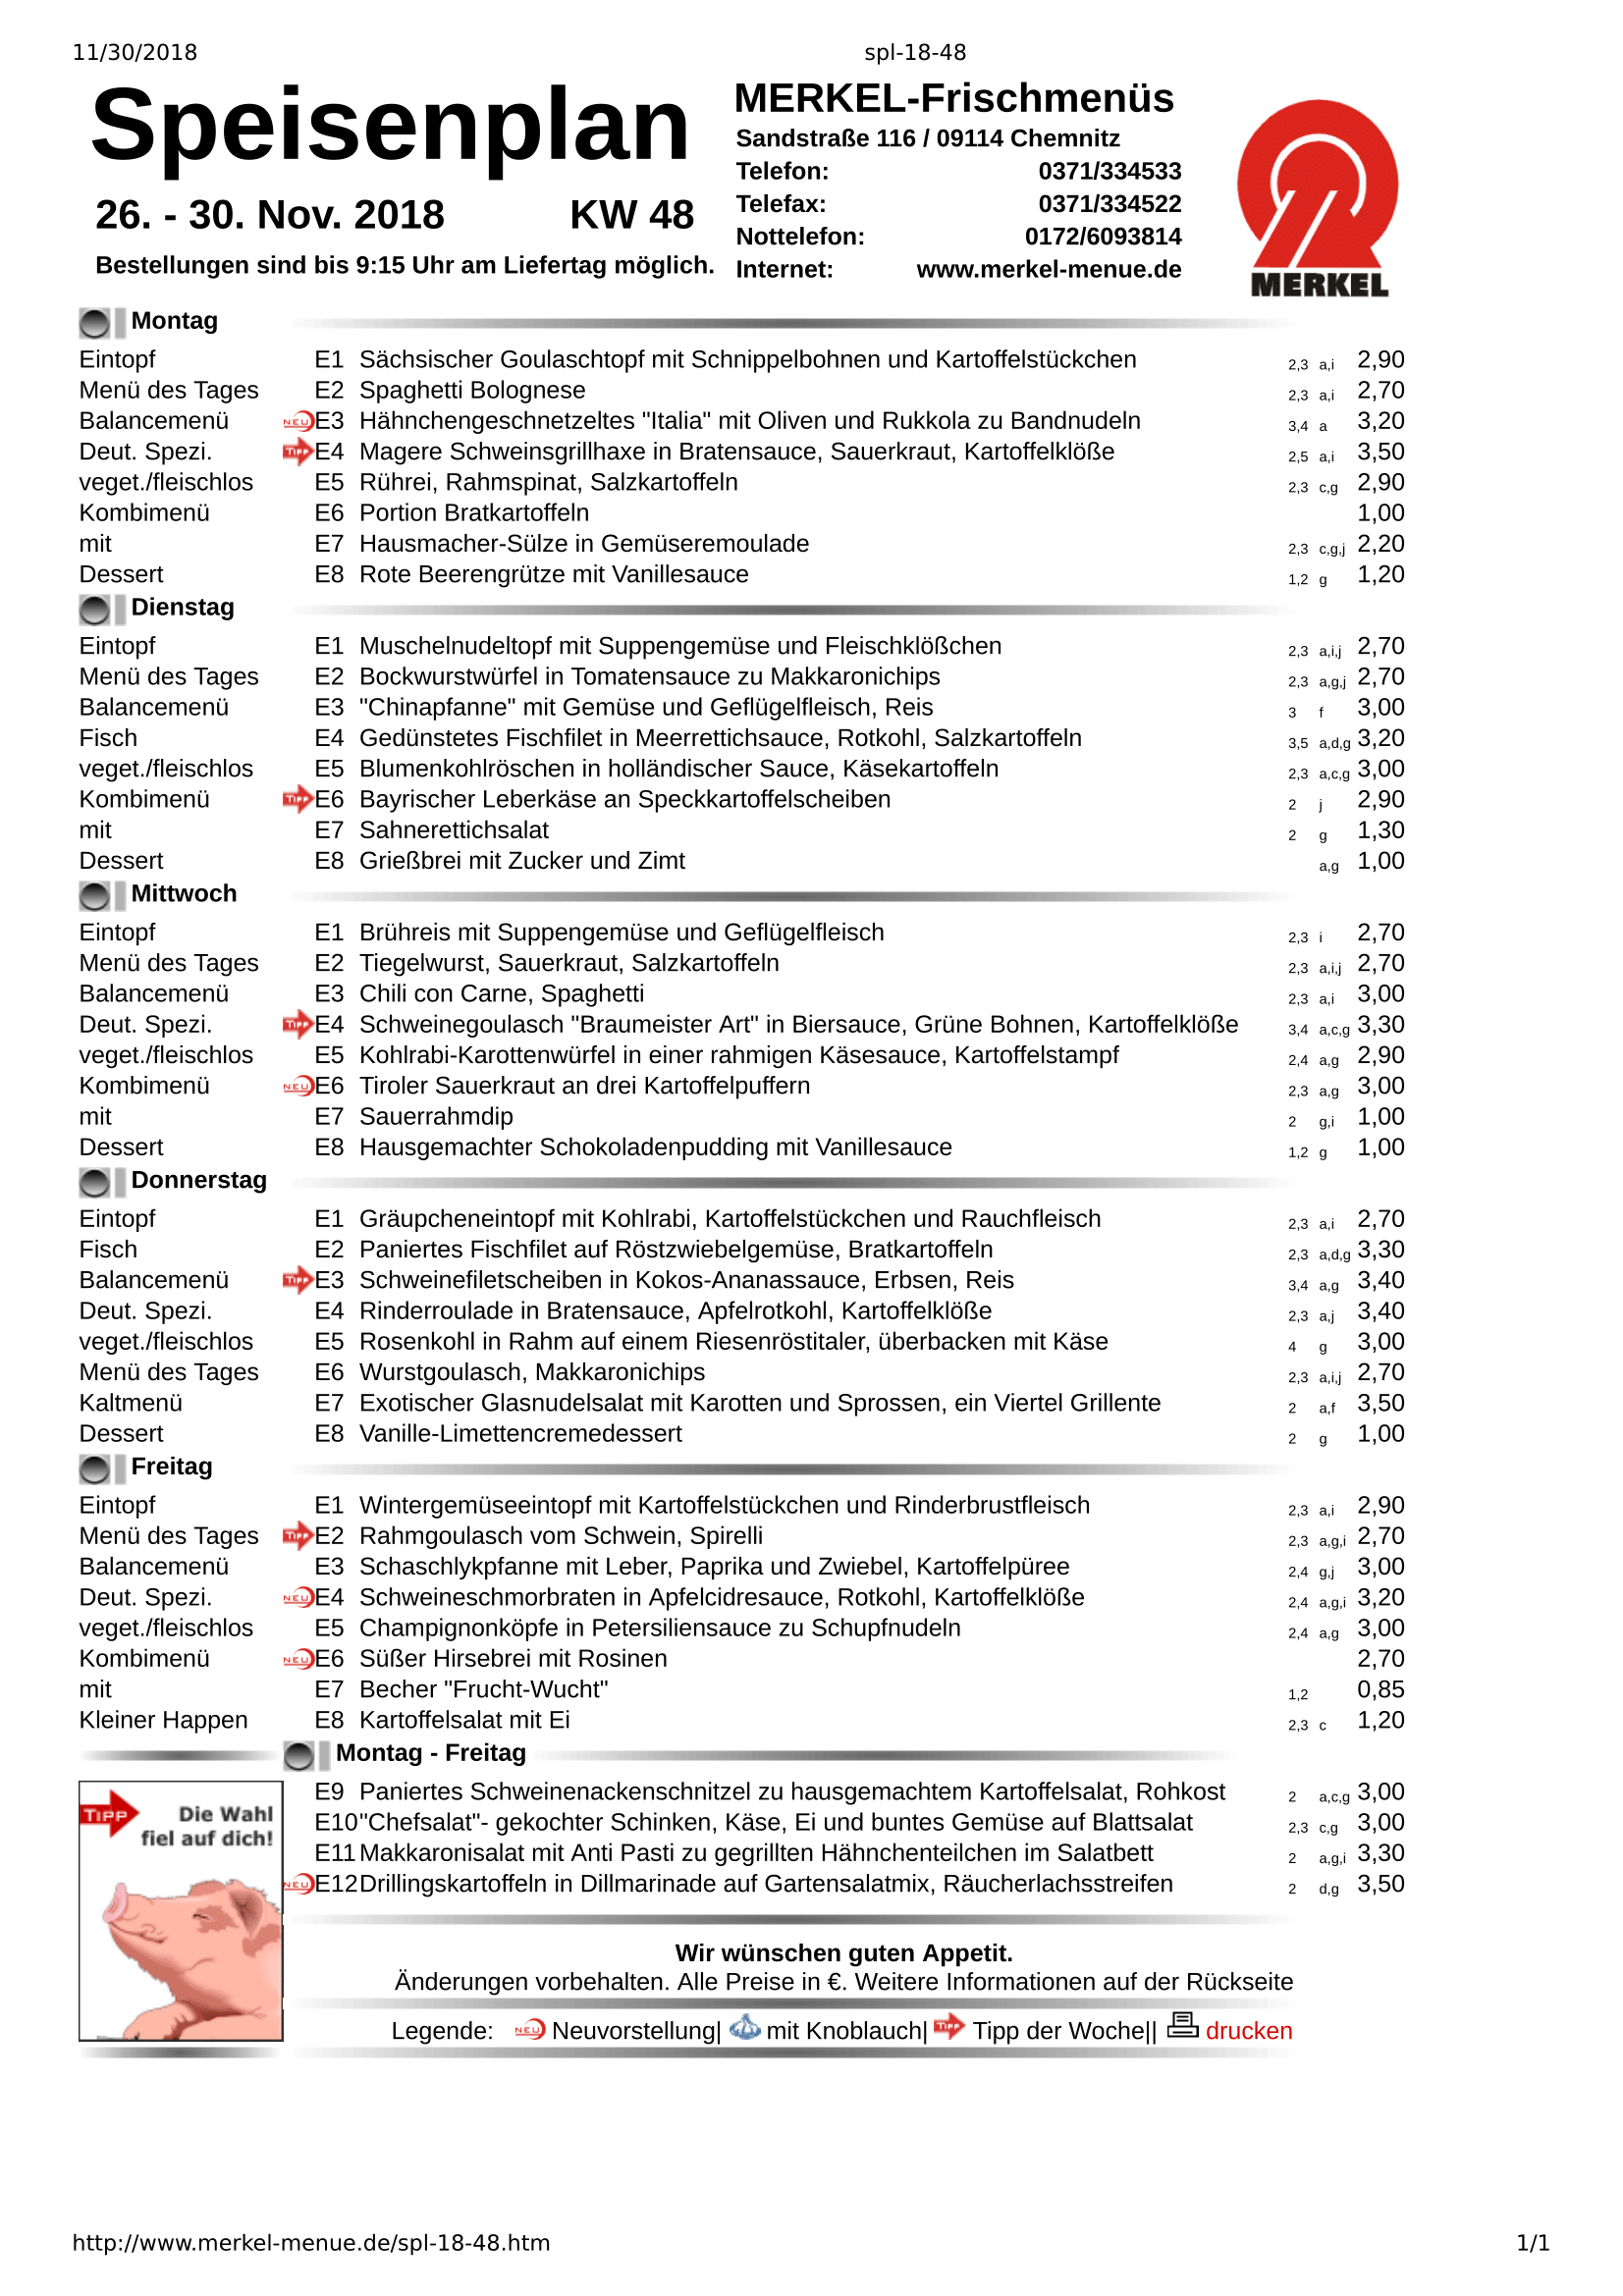 11/30/2018 spl-18-48
Speisenplan
26. - 30. Nov. 2018 KW 48
Bestellungen sind bis 9:15 Uhr am Liefertag möglich.
MERKEL-Frischmenüs
Sandstraße 116 / 09114 Chemnitz
Telefon: 0371/334533
Telefax: 0371/334522
Nottelefon: 0172/6093814
Internet: www.merkel-menue.de
MERKEL
Montag
Eintopf E1 Sächsischer Goulaschtopf mit Schnippelbohnen und Kartoffelstückchen 2,3 a,i 2,90
Menü des Tages E2 Spaghetti Bolognese 2,3 a,i 2,70
Balancemenü NEU E3 Hähnchengeschnetzeltes "Italia" mit Oliven und Rukkola zu Bandnudeln 3,4 a 3,20
Deut. Spezi. TIPP E4 Magere Schweinsgrillhaxe in Bratensauce, Sauerkraut, Kartoffelklöße 2,5 a,i 3,50
veget./fleischlos E5 Rührei, Rahmspinat, Salzkartoffeln 2,3 c,g 2,90
Kombimenü E6 Portion Bratkartoffeln 1,00
mit E7 Hausmacher-Sülze in Gemüseremoulade 2,3 c,g,j 2,20
Dessert E8 Rote Beerengrütze mit Vanillesauce 1,2 g 1,20
Dienstag
Eintopf E1 Muschelnudeltopf mit Suppengemüse und Fleischklößchen 2,3 a,i,j 2,70
Menü des Tages E2 Bockwurstwürfel in Tomatensauce zu Makkaronichips 2,3 a,g,j 2,70
Balancemenü E3 "Chinapfanne" mit Gemüse und Geflügelfleisch, Reis 3 f 3,00
Fisch E4 Gedünstetes Fischfilet in Meerrettichsauce, Rotkohl, Salzkartoffeln 3,5 a,d,g 3,20
veget./fleischlos E5 Blumenkohlröschen in holländischer Sauce, Käsekartoffeln 2,3 a,c,g 3,00
Kombimenü TIPP E6 Bayrischer Leberkäse an Speckkartoffelscheiben 2 j 2,90
mit E7 Sahnerettichsalat 2 g 1,30
Dessert E8 Grießbrei mit Zucker und Zimt a,g 1,00
Mittwoch
Eintopf E1 Brühreis mit Suppengemüse und Geflügelfleisch 2,3 i 2,70
Menü des Tages E2 Tiegelwurst, Sauerkraut, Salzkartoffeln 2,3 a,i,j 2,70
Balancemenü E3 Chili con Carne, Spaghetti 2,3 a,i 3,00
Deut. Spezi. TIPP E4 Schweinegoulasch "Braumeister Art" in Biersauce, Grüne Bohnen, Kartoffelklöße 3,4 a,c,g 3,30
veget./fleischlos E5 Kohlrabi-Karottenwürfel in einer rahmigen Käsesauce, Kartoffelstampf 2,4 a,g 2,90
Kombimenü NEU E6 Tiroler Sauerkraut an drei Kartoffelpuffern 2,3 a,g 3,00
mit E7 Sauerrahmdip 2 g,i 1,00
Dessert E8 Hausgemachter Schokoladenpudding mit Vanillesauce 1,2 g 1,00
Donnerstag
Eintopf E1 Gräupcheneintopf mit Kohlrabi, Kartoffelstückchen und Rauchfleisch 2,3 a,i 2,70
Fisch E2 Paniertes Fischfilet auf Röstzwiebelgemüse, Bratkartoffeln 2,3 a,d,g 3,30
Balancemenü TIPP E3 Schweinefiletscheiben in Kokos-Ananassauce, Erbsen, Reis 3,4 a,g 3,40
Deut. Spezi. E4 Rinderroulade in Bratensauce, Apfelrotkohl, Kartoffelklöße 2,3 a,j 3,40
veget./fleischlos E5 Rosenkohl in Rahm auf einem Riesenröstitaler, überbacken mit Käse 4 g 3,00
Menü des Tages E6 Wurstgoulasch, Makkaronichips 2,3 a,i,j 2,70
Kaltmenü E7 Exotischer Glasnudelsalat mit Karotten und Sprossen, ein Viertel Grillente 2 a,f 3,50
Dessert E8 Vanille-Limettencremedessert 2 g 1,00
Freitag
Eintopf E1 Wintergemüseeintopf mit Kartoffelstückchen und Rinderbrustfleisch 2,3 a,i 2,90
Menü des Tages TIPP E2 Rahmgoulasch vom Schwein, Spirelli 2,3 a,g,i 2,70
Balancemenü E3 Schaschlykpfanne mit Leber, Paprika und Zwiebel, Kartoffelpüree 2,4 g,j 3,00
Deut. Spezi. NEU E4 Schweineschmorbraten in Apfelcidresauce, Rotkohl, Kartoffelklöße 2,4 a,g,i 3,20
veget./fleischlos E5 Champignonköpfe in Petersiliensauce zu Schupfnudeln 2,4 a,g 3,00
Kombimenü NEU E6 Süßer Hirsebrei mit Rosinen 2,70
mit E7 Becher "Frucht-Wucht" 1,2 0,85
Kleiner Happen E8 Kartoffelsalat mit Ei 2,3 c 1,20
Montag - Freitag
E9 Paniertes Schweinenackenschnitzel zu hausgemachtem Kartoffelsalat, Rohkost 2 a,c,g 3,00
E10 "Chefsalat"- gekochter Schinken, Käse, Ei und buntes Gemüse auf Blattsalat 2,3 c,g 3,00
E11 Makkaronisalat mit Anti Pasti zu gegrillten Hähnchenteilchen im Salatbett 2 a,g,i 3,30
NEU E12 Drillingskartoffeln in Dillmarinade auf Gartensalatmix, Räucherlachsstreifen 2 d,g 3,50
TIPP Die Wahl
fiel auf dich!
Wir wünschen guten Appetit.
Änderungen vorbehalten. Alle Preise in €. Weitere Informationen auf der Rückseite
Legende: NEU Neuvorstellung| mit Knoblauch| TIPP Tipp der Woche|| drucken
http://www.merkel-menue.de/spl-18-48.htm 1/1